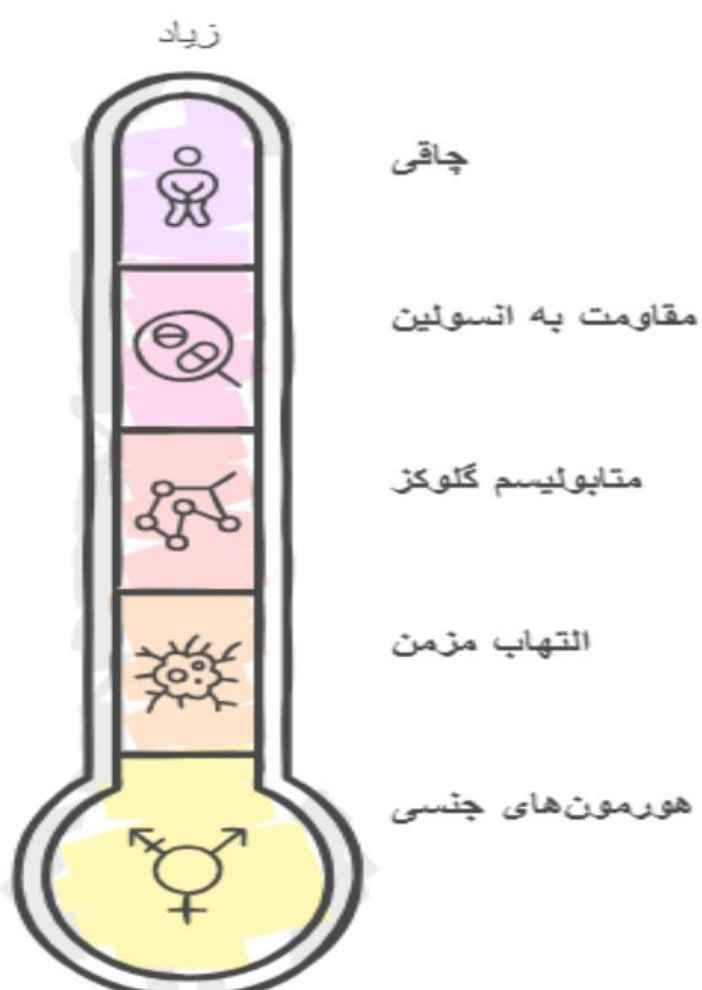 زیاد
چاقی
مقاومت به انسولین
متابولیسم گلوکز
التهاب مزمن
هورمون‌های جنسی